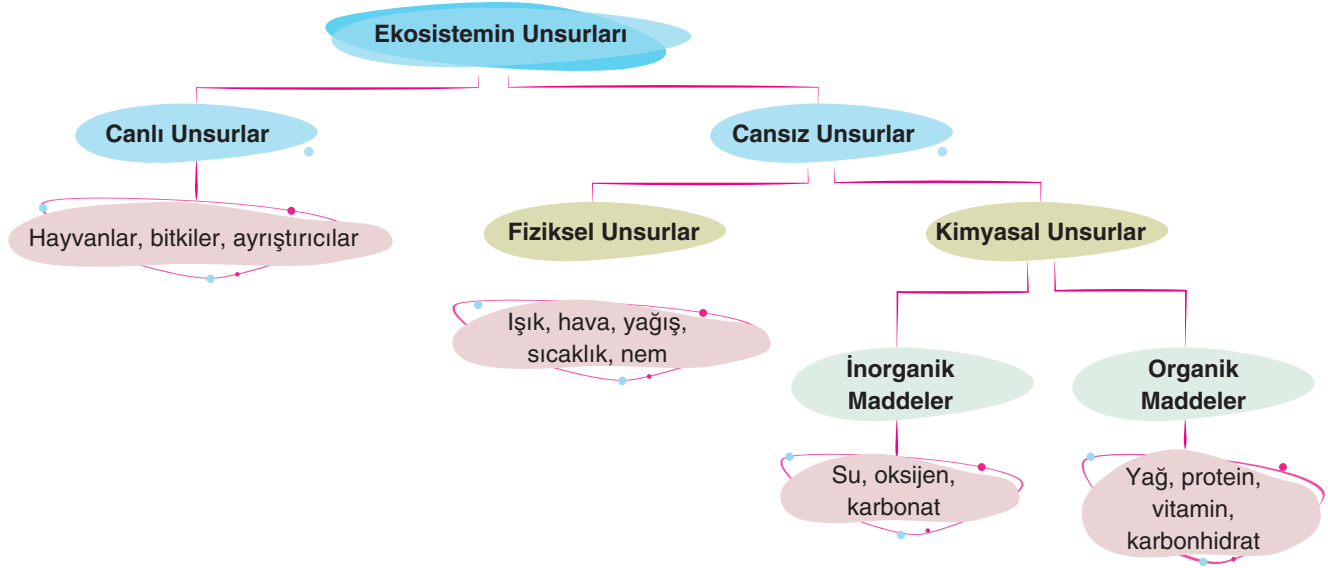 Ekosistemin Unsurları
Canlı Unsurlar
Cansız Unsurlar
Hayvanlar, bitkiler, ayrıştırıcılar
Fiziksel Unsurlar
Kimyasal Unsurlar
Işık, hava, yağış,
sıcaklık, nem
İnorganik
Maddeler
Organik
Maddeler
Su, oksijen,
karbonat
Yağ, protein,
vitamin,
karbonhidrat